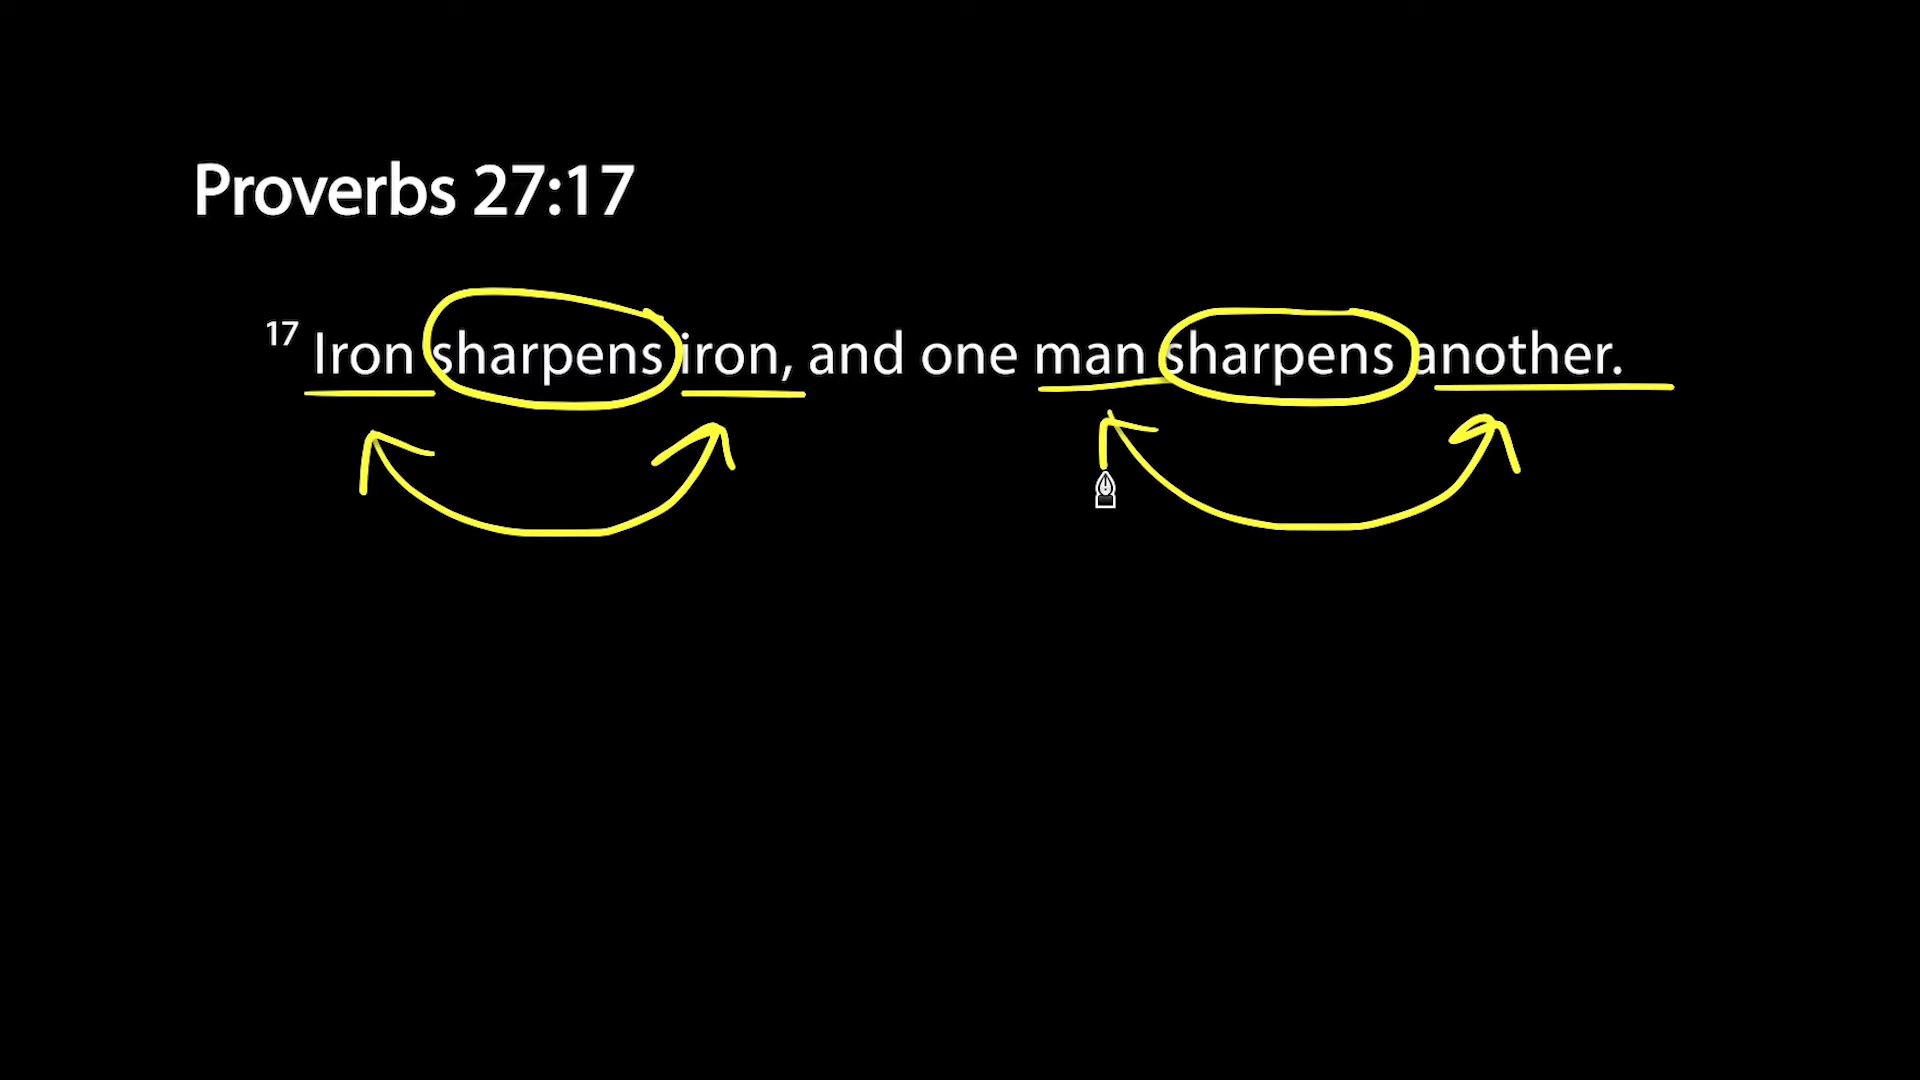 Proverbs 27:17
17 Iron sharpens iron, and one man sharpens another.